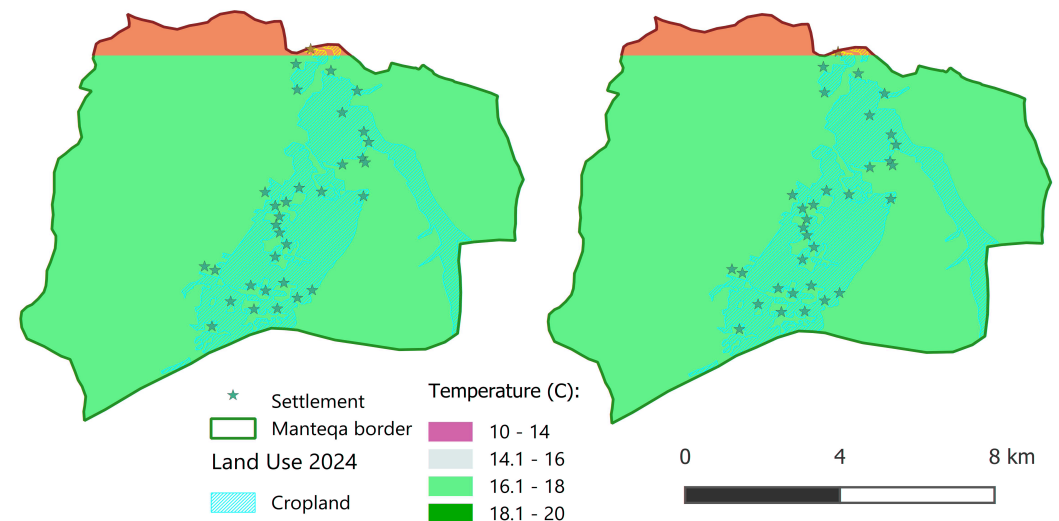 Settlement
Manteqa border
Land Use 2024
Cropland
Temperature (C):
10 - 14
14.1 - 16
16.1 - 18
18.1 - 20
0 4 8 km